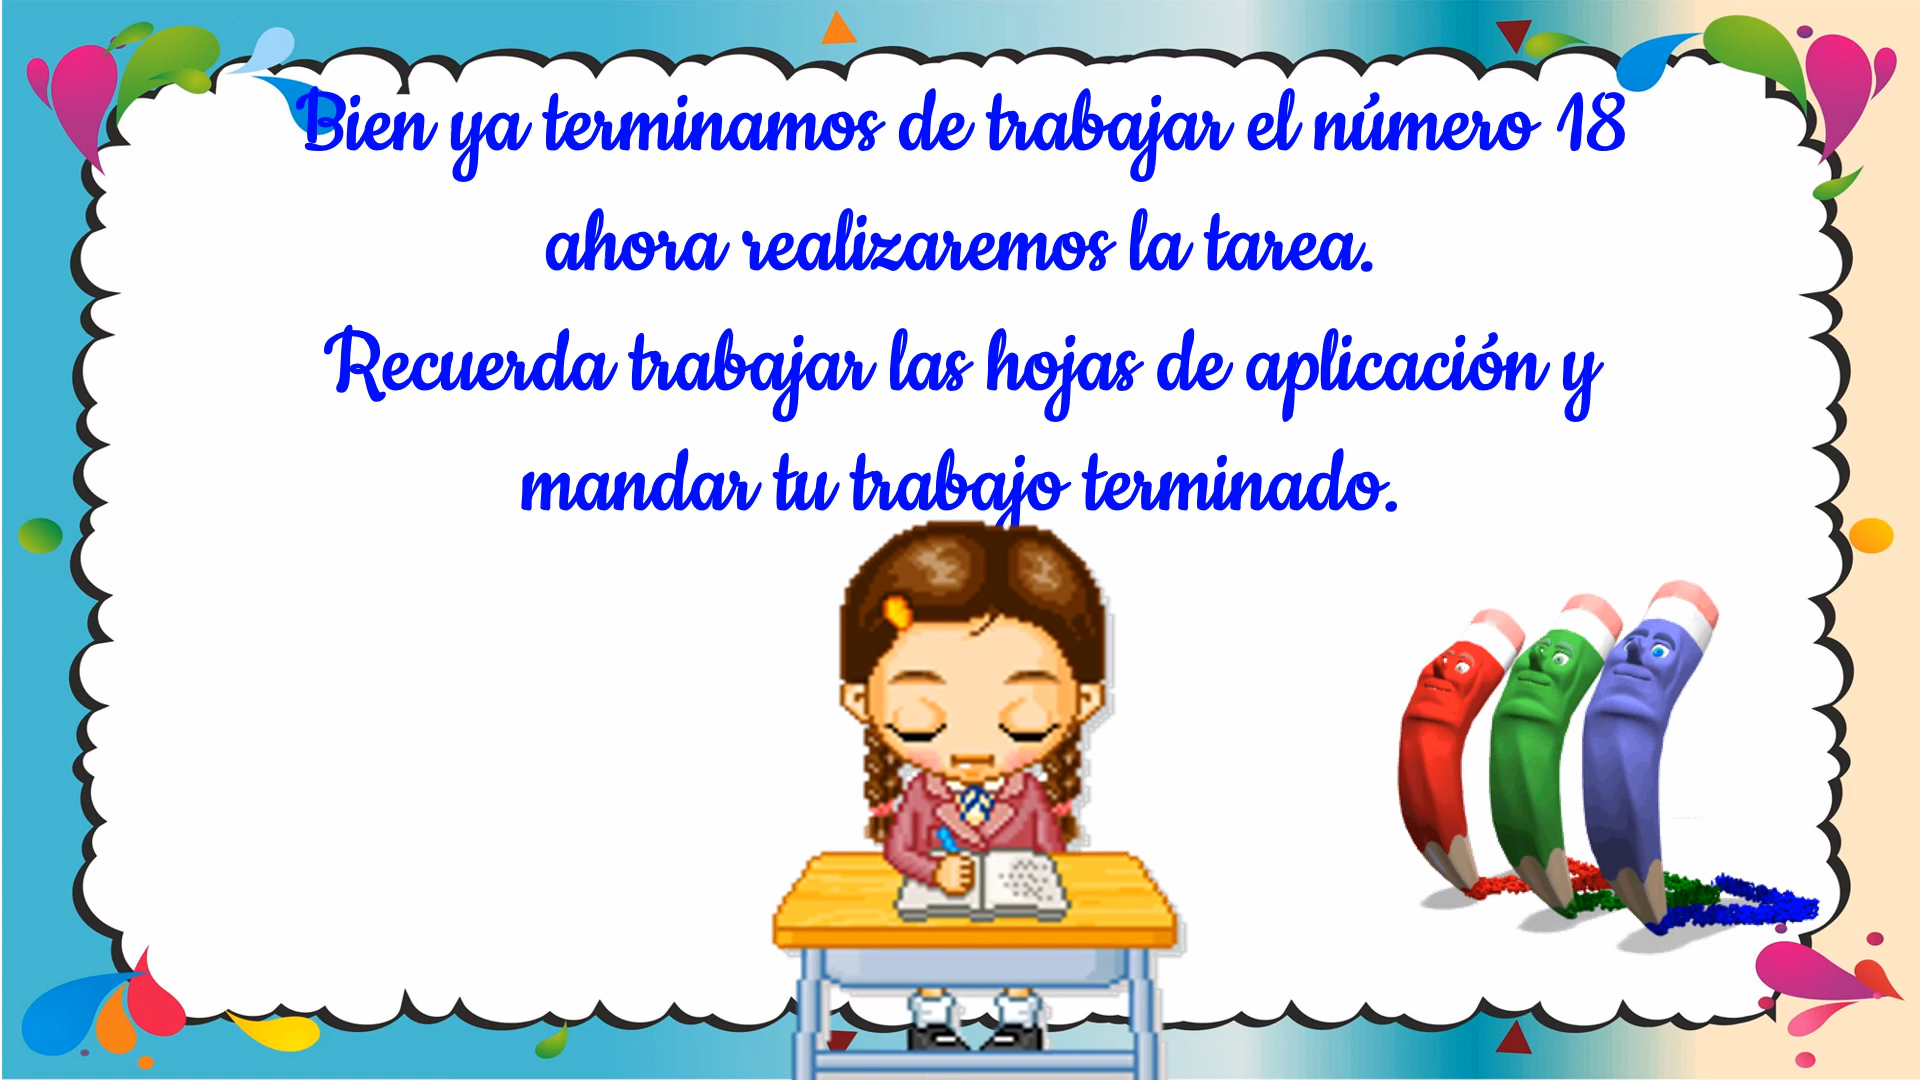 Bien ya terminamos de trabajar el número 18
ahora realizaremos la tarea.
Recuerda trabajar las hojas de aplicación y
mandar tu trabajo terminado.